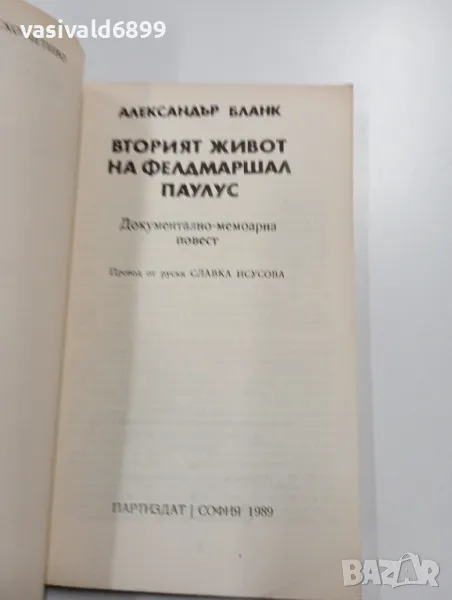 vasivald6899
АЛЕКСАНДЪР БЛАНК
ВТОРИЯТ ЖИВОТ
НА ФЕЛДМАРШАЛ
ПАУЛУС
Документално-мемоарна
повест
Превод от руски СЛАВКА ИСУСОВА
ПАРТИЗДАТ | СОФИЯ 1989
BAZAR